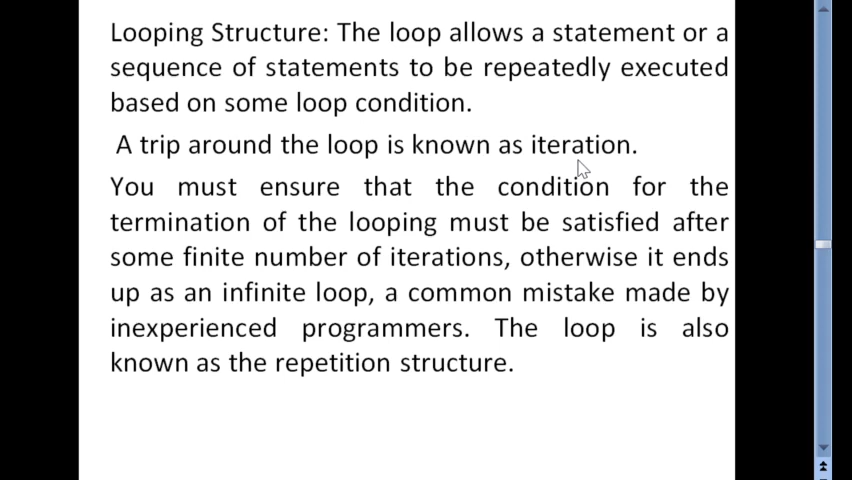 Looping Structure: The loop allows a statement or a
sequence of statements to be repeatedly executed
based on some loop condition.
A trip around the loop is known as iteration.
You must ensure that the condition for the
termination of the looping must be satisfied after
some finite number of iterations, otherwise it ends
up as an infinite loop, a common mistake made by
inexperienced programmers. The loop is also
known as the repetition structure.